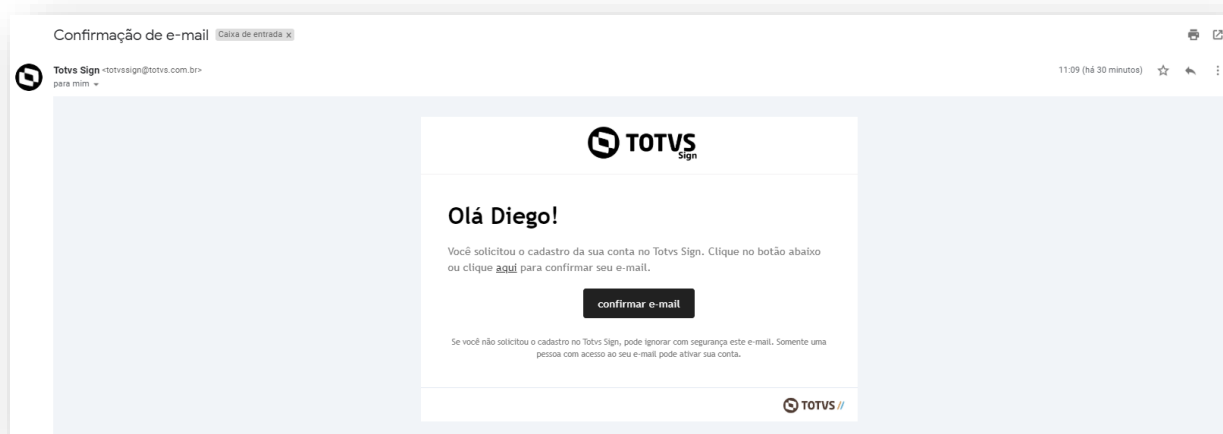 Confirmação de e-mail Caixa de entrada x
Totvs Sign <totvssign@totvs.com.br> 11:09 (há 30 minutos)
para mim
TOTVS
Sign
Olá Diego!
Você solicitou o cadastro da sua conta no Totvs Sign. Clique no botão abaixo
ou clique aqui para confirmar seu e-mail.
confirmar e-mail
Se você não solicitou o cadastro no Totvs Sign, pode ignorar com segurança este e-mail. Somente uma
pessoa com acesso ao seu e-mail pode ativar sua conta.
TOTVS //